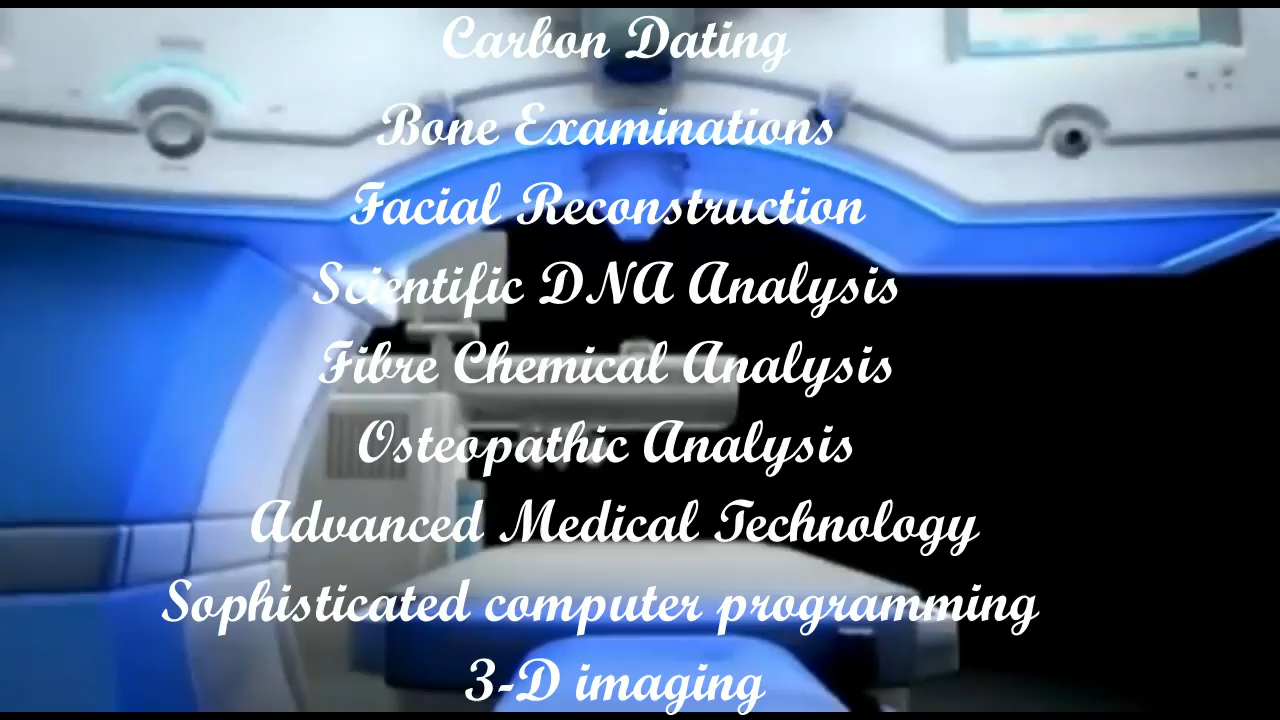 Carbon Dating
Bone Examinations
Facial Reconstruction
Scientific DNA Analysis
Fibre Chemical Analysis
Osteopathic Analysis
Advanced Medical Technology
Sophisticated computer programming
3-D imaging